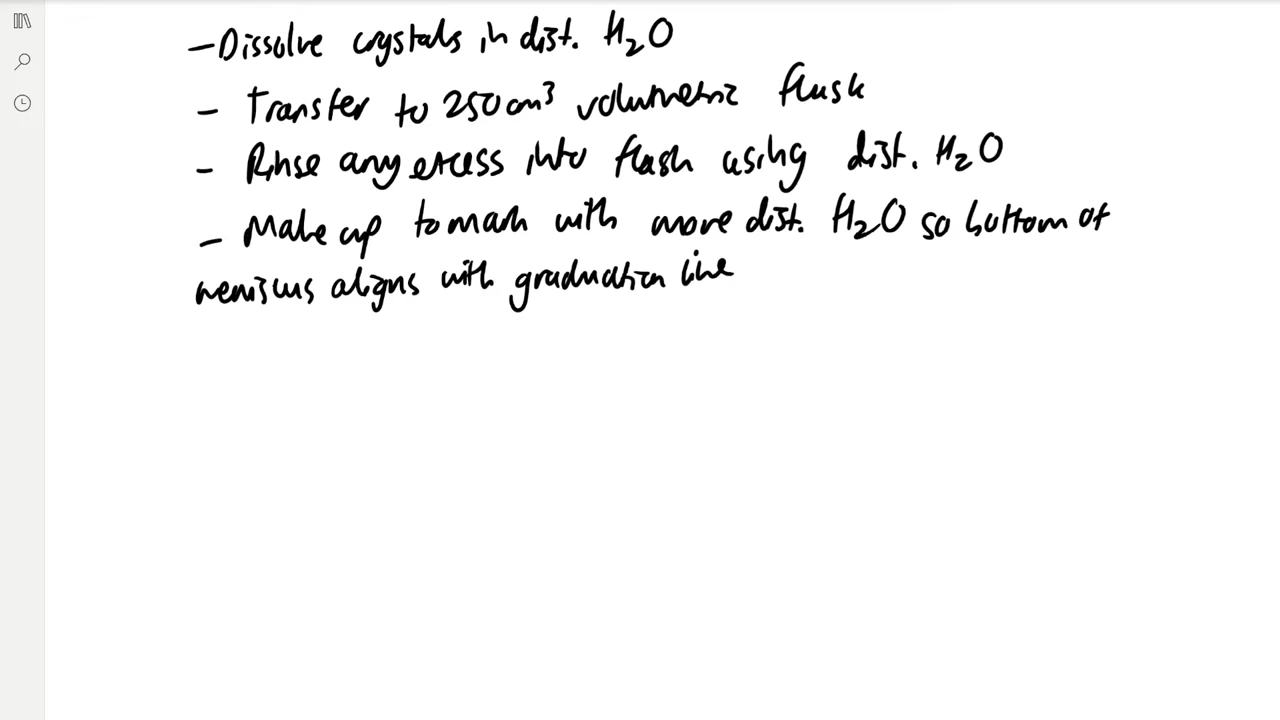 - Dissolve crystals in dist. H₂O
- Transfer to 250cm³ volumetric flask
- Rinse any excess into flask using dist. H₂O
- Make up to mark with more dist. H₂O so bottom of
meniscus aligns with graduation line